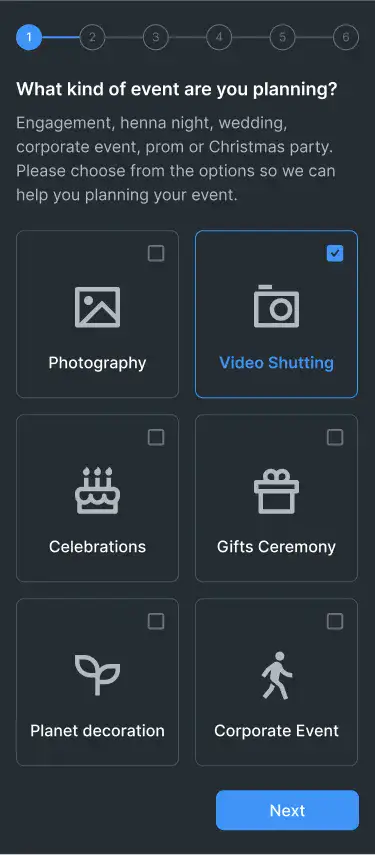 1 2 3 4 5 6
What kind of event are you planning?
Engagement, henna night, wedding,
corporate event, prom or Christmas party.
Please choose from the options so we can
help you planning your event.
Photography Video Shutting
Celebrations Gifts Ceremony
Planet decoration Corporate Event
Next